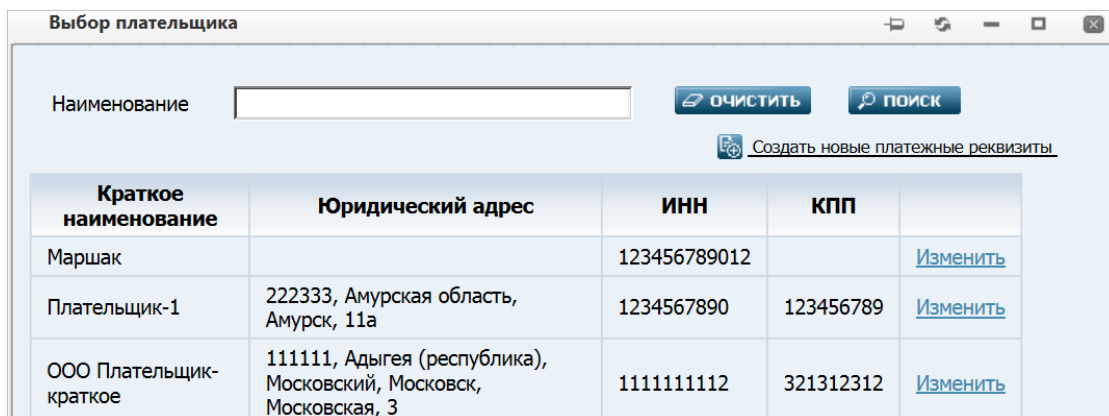 Выбор плательщика
Наименование
ОЧИСТИТЬ
ПОИСК
Создать новые платежные реквизиты
Краткое
наименование
Юридический адрес
ИНН
КПП
Маршак
123456789012
Изменить
Плательщик-1
222333, Амурская область,
Амурск, 11а
1234567890
123456789
Изменить
ООО Плательщик-
краткое
111111, Адыгея (республика),
Московский, Московск,
Московская, 3
1111111112
321312312
Изменить